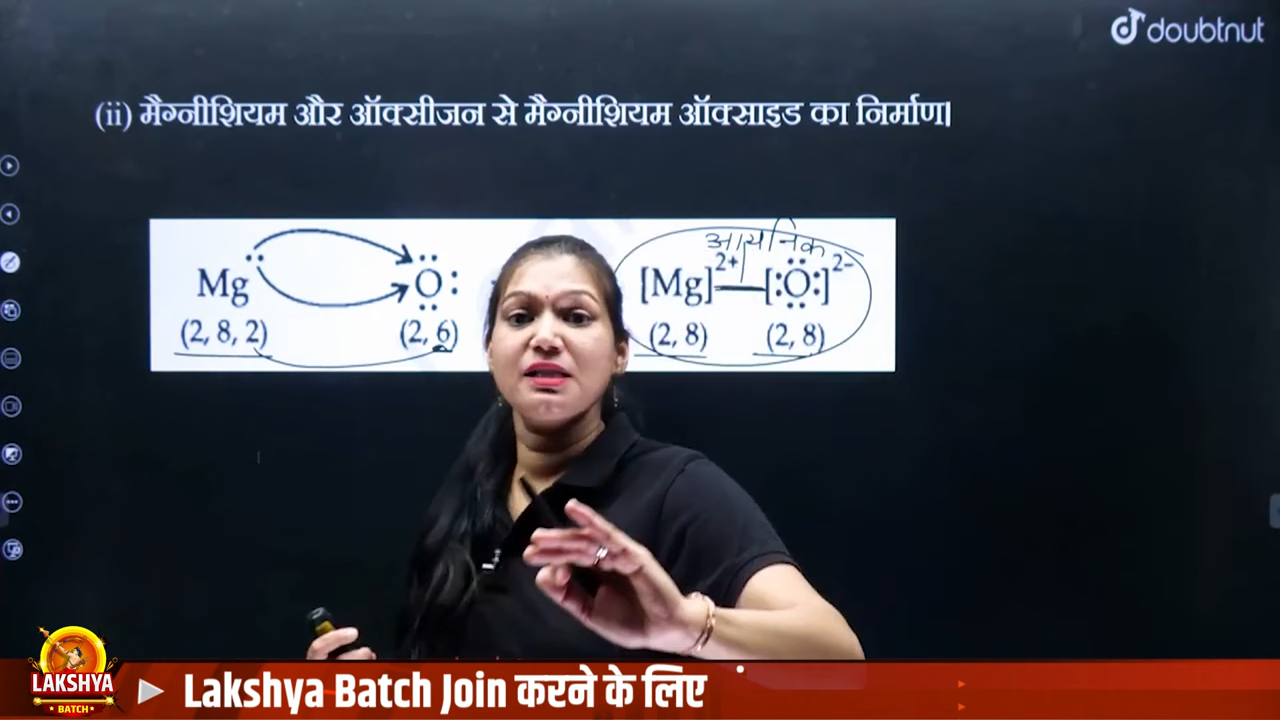 doubtnut
(ii) मैग्नीशियम और ऑक्सीजन से मैग्नीशियम ऑक्साइड का निर्माण।
आयनिक
Mg Ö: [Mg]2+ [:Ö:]2-
(2, 8, 2) (2, 6) (2, 8) (2, 8)
LAKSHYA
BATCH
Lakshya Batch Join करने के लिए